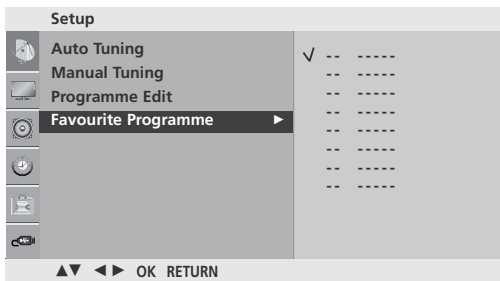 Setup
Auto Tuning
Manual Tuning
Programme Edit
Favourite Programme ►
√ -- -----
-- -----
-- -----
-- -----
-- -----
-- -----
-- -----
-- -----
▲▼ ◄► OK RETURN